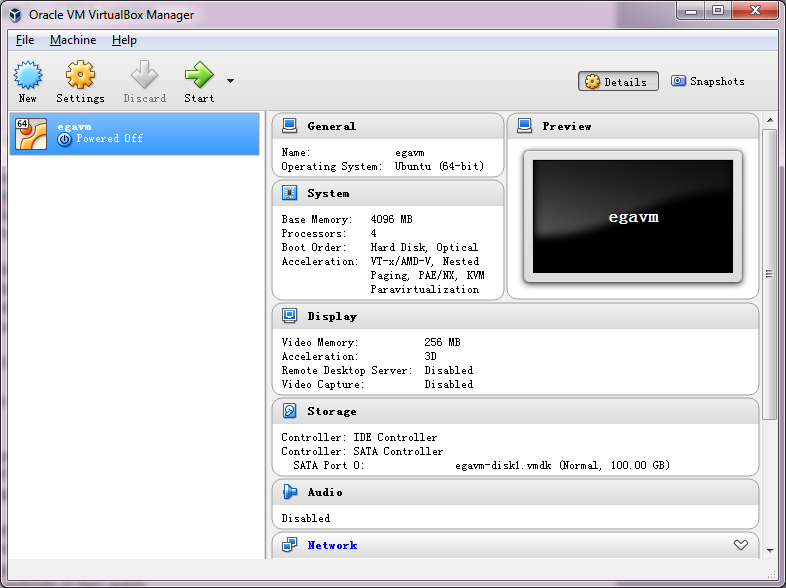 Oracle VM VirtualBox Manager
File Machine Help
New Settings Discard Start
Details Snapshots
64
egavm
Powered Off
General
Name: egavm
Operating System: Ubuntu (64-bit)
Preview
egavm
System
Base Memory: 4096 MB
Processors: 4
Boot Order: Hard Disk, Optical
Acceleration: VT-x/AMD-V, Nested
Paging, PAE/NX, KVM
Paravirtualization
Display
Video Memory: 256 MB
Acceleration: 3D
Remote Desktop Server: Disabled
Video Capture: Disabled
Storage
Controller: IDE Controller
Controller: SATA Controller
SATA Port 0: egavm-disk1.vmdk (Normal, 100.00 GB)
Audio
Disabled
Network